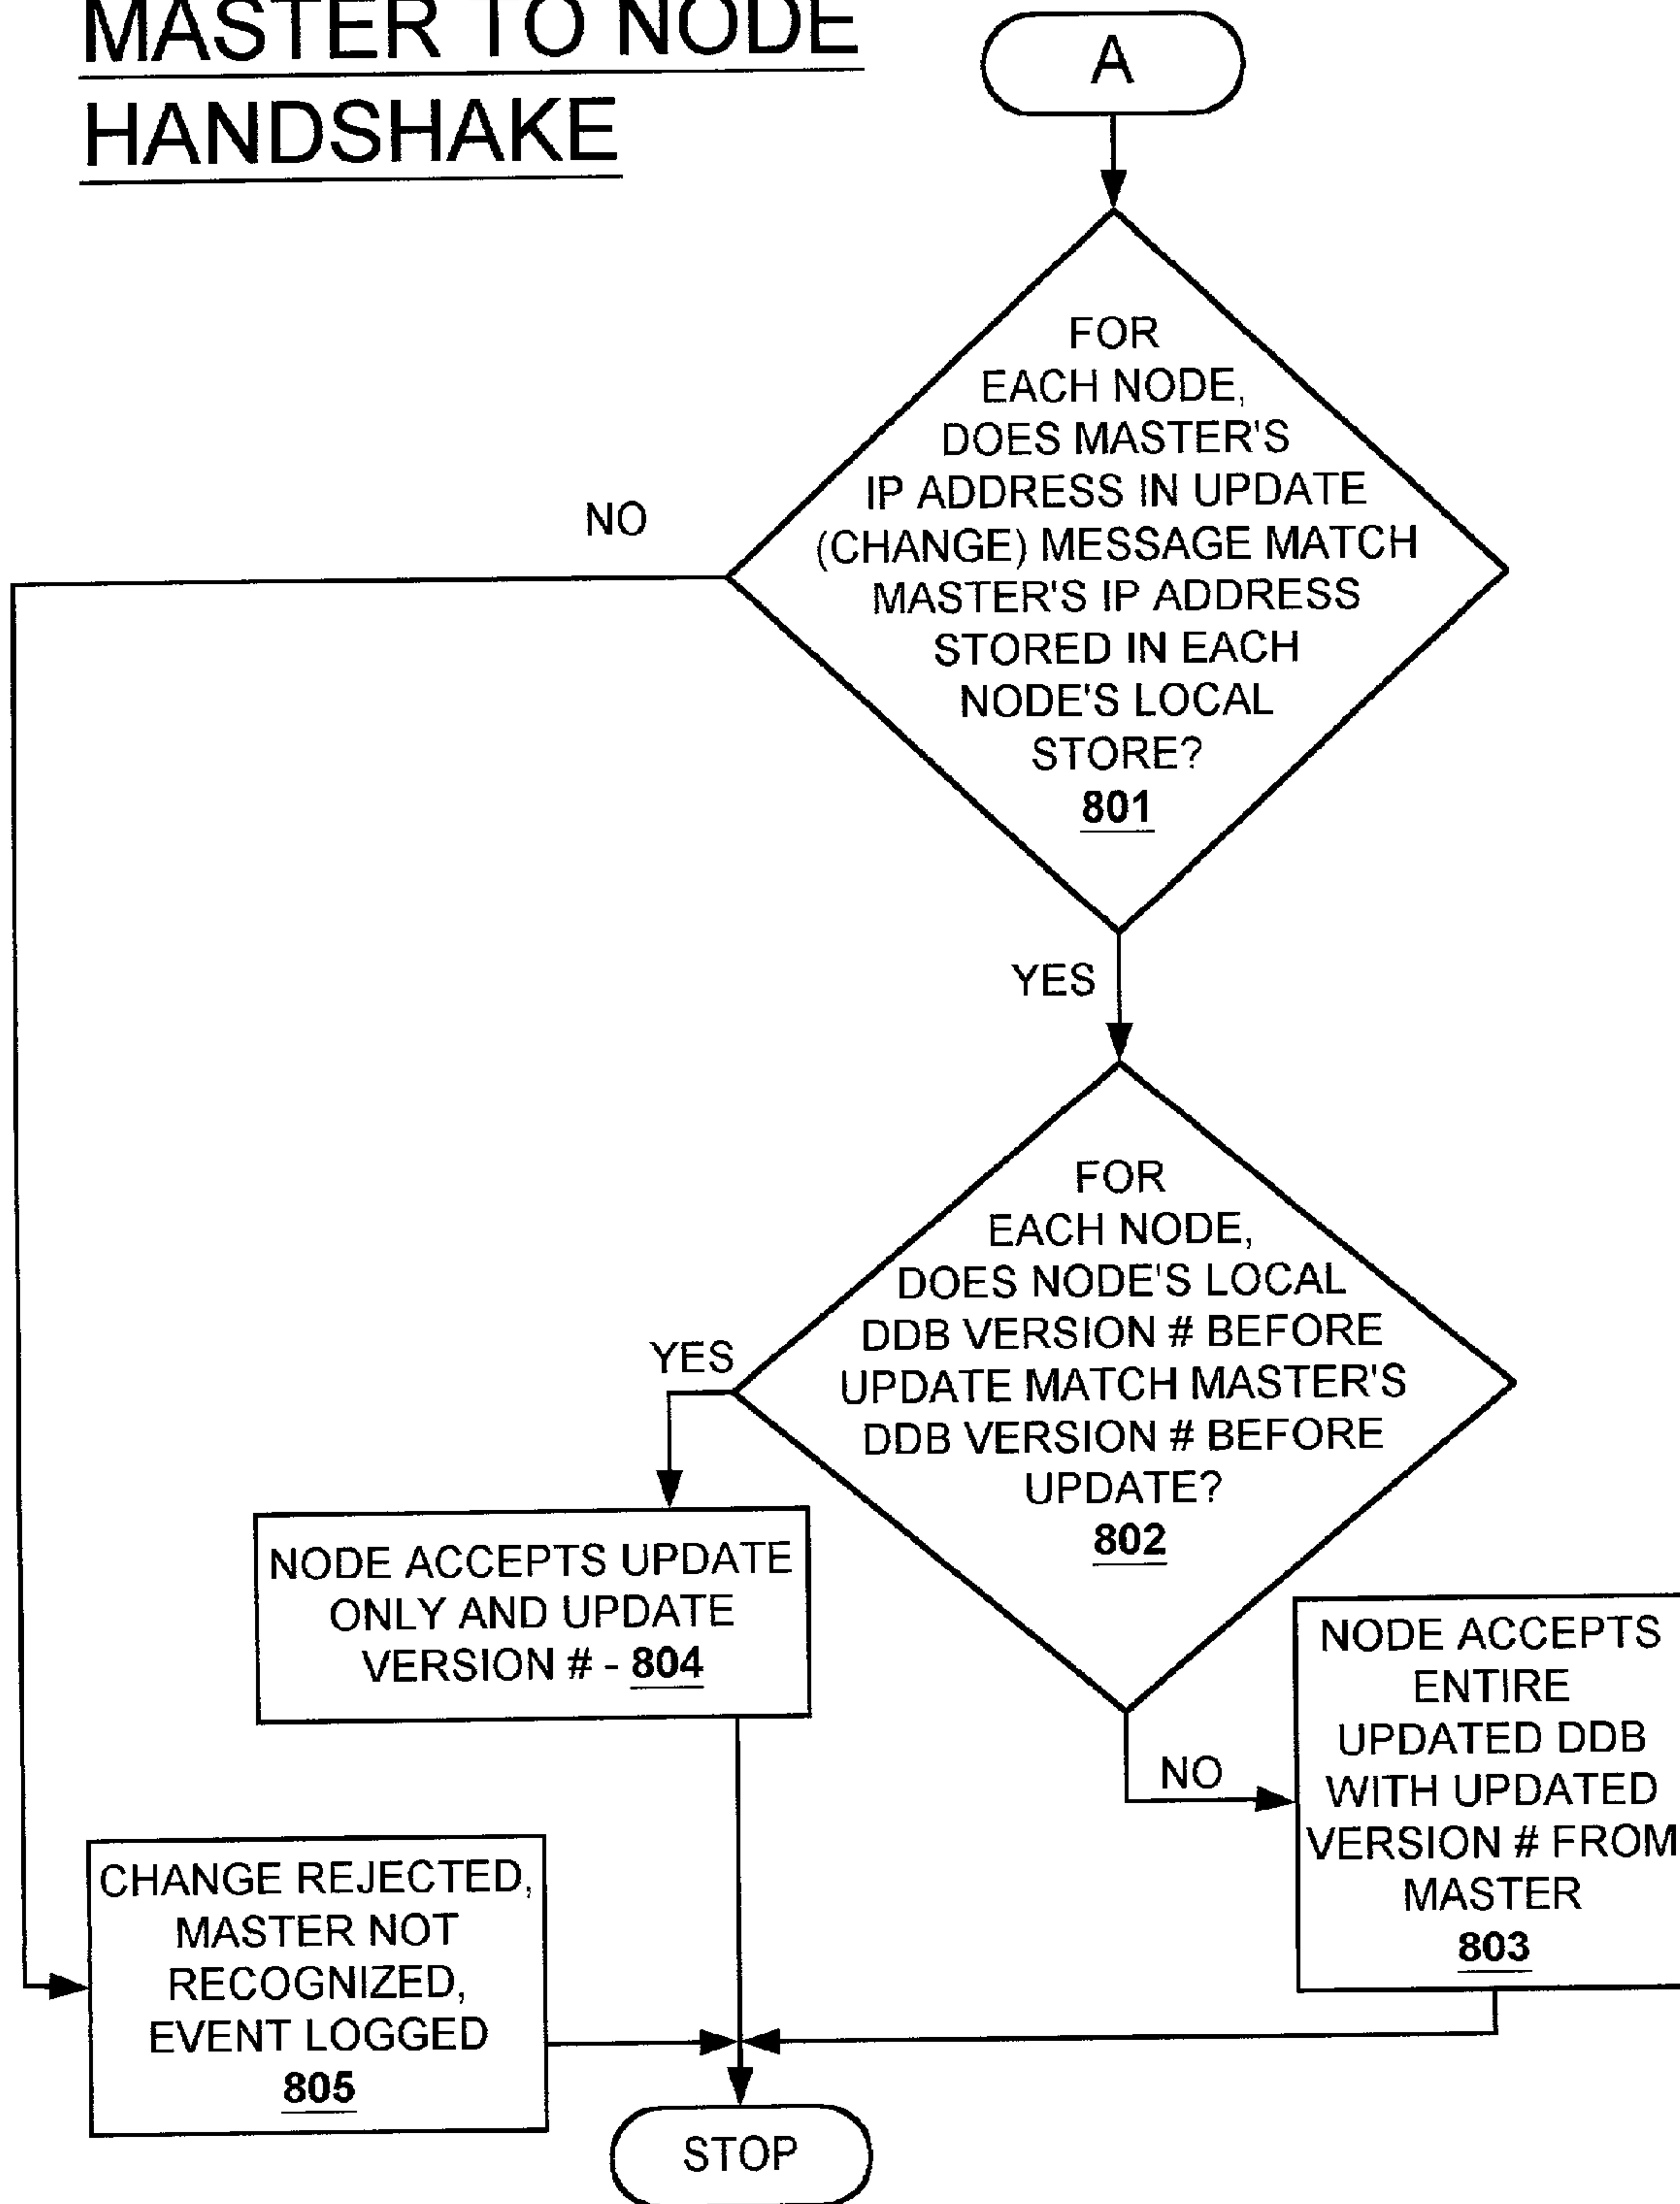 MASTER TO NODE
HANDSHAKE
A
FOR
EACH NODE,
DOES MASTER'S
IP ADDRESS IN UPDATE
(CHANGE) MESSAGE MATCH
MASTER'S IP ADDRESS
STORED IN EACH
NODE'S LOCAL
STORE?
801
NO
YES
FOR
EACH NODE,
DOES NODE'S LOCAL
DDB VERSION # BEFORE
UPDATE MATCH MASTER'S
DDB VERSION # BEFORE
UPDATE?
802
YES
NODE ACCEPTS UPDATE
ONLY AND UPDATE
VERSION # - 804
NO
NODE ACCEPTS
ENTIRE
UPDATED DDB
WITH UPDATED
VERSION # FROM
MASTER
803
CHANGE REJECTED,
MASTER NOT
RECOGNIZED,
EVENT LOGGED
805
STOP